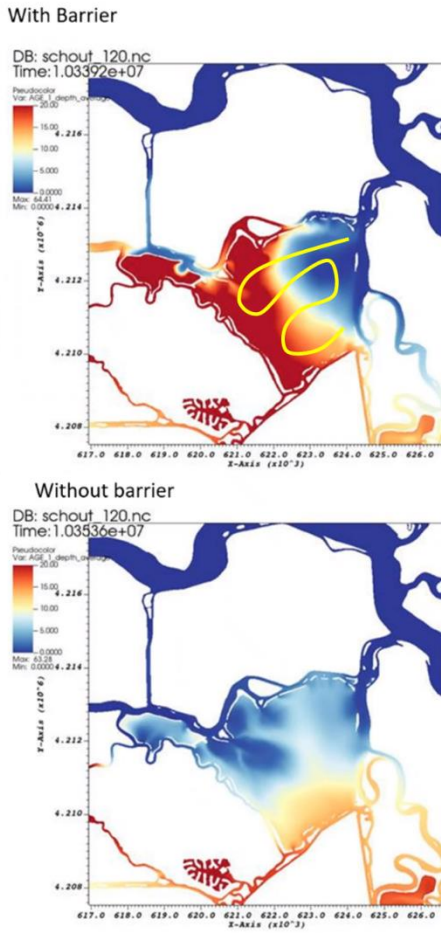 With Barrier
DB: schout_120.nc
Time:1.03392e+07
Pseudocolor
Var: AGE_1_depth_average
20.00
15.00
10.00
5.000
0.0000
Max: 64.41
Min: 0.0000
4.216
4.214
4.212
4.210
4.208
Y-Axis (x10^6)
617.0 618.0 619.0 620.0 621.0 622.0 623.0 624.0 625.0 626.0
X-Axis (x10^3)
Without barrier
DB: schout_120.nc
Time:1.03536e+07
Pseudocolor
Var: AGE_1_depth_average
20.00
15.00
10.00
5.000
0.0000
Max: 63.28
Min: 0.0000
4.216
4.214
4.212
4.210
4.208
Y-Axis (x10^6)
617.0 618.0 619.0 620.0 621.0 622.0 623.0 624.0 625.0 626.0
X-Axis (x10^3)